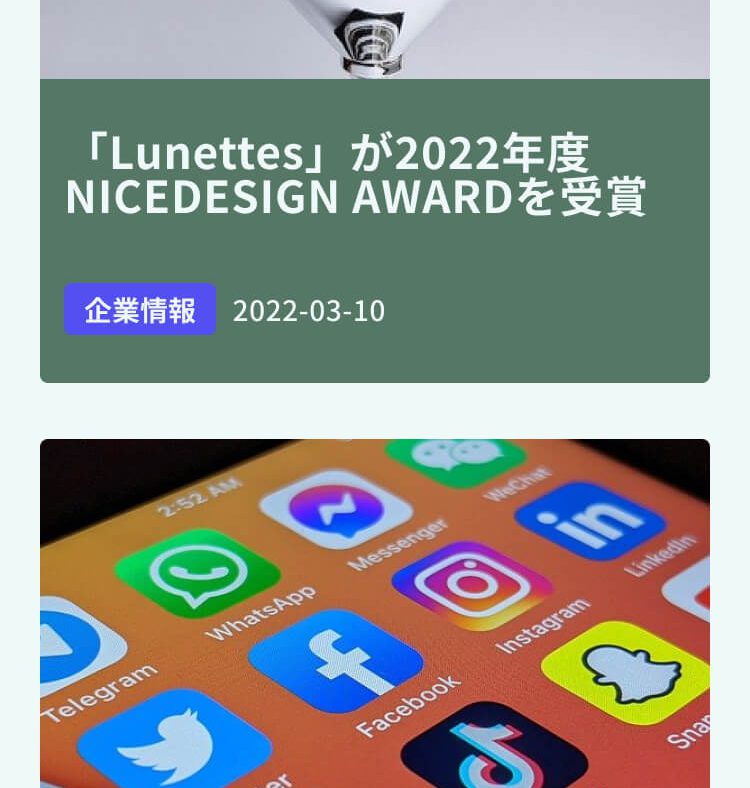 「Lunettes」が2022年度
NICEDESIGN AWARDを受賞
企業情報
2022-03-10
2:52 AM
WeChat
Messenger
LinkedIn
WhatsApp
Instagram
Telegram
Facebook